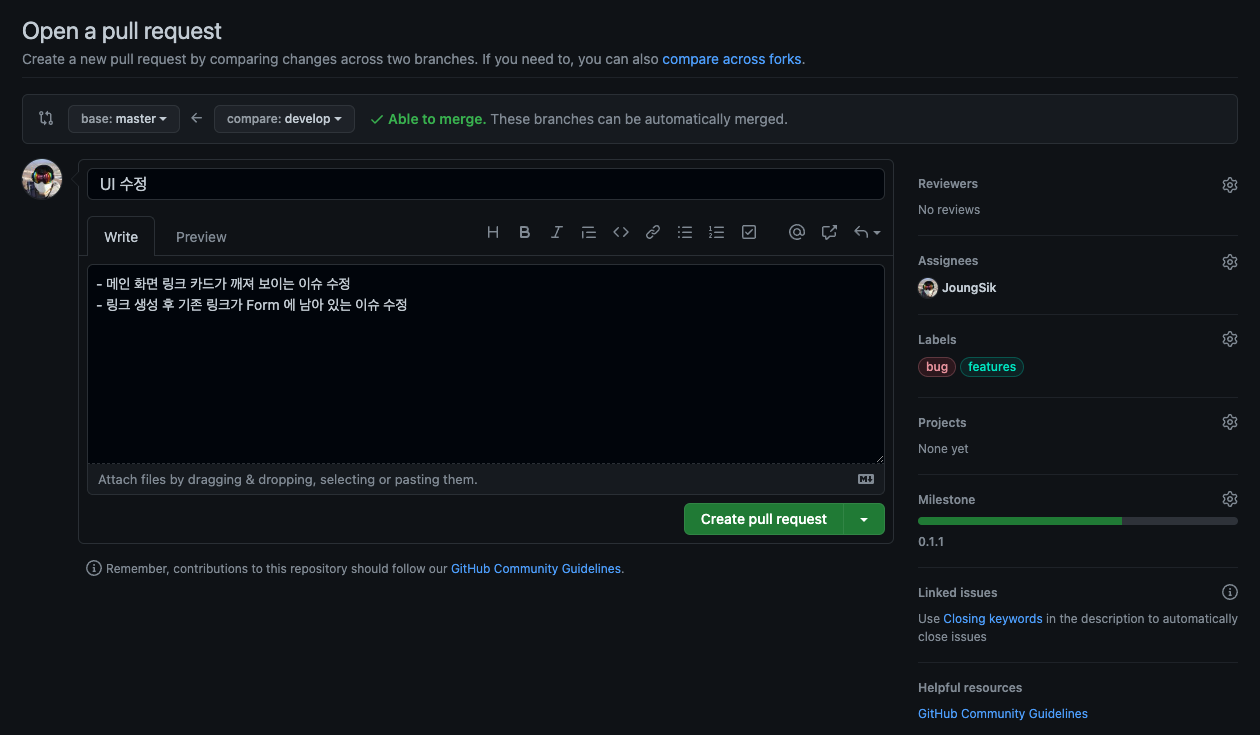 Open a pull request
Create a new pull request by comparing changes across two branches. If you need to, you can also compare across forks.
base: master
compare: develop
Able to merge. These branches can be automatically merged.
UI 수정
Write
Preview
- 메인 화면 링크 카드가 깨져 보이는 이슈 수정
- 링크 생성 후 기존 링크가 Form 에 남아 있는 이슈 수정
Attach files by dragging & dropping, selecting or pasting them.
Create pull request
Remember, contributions to this repository should follow our GitHub Community Guidelines.
Reviewers
No reviews
Assignees
JoungSik
Labels
bug
features
Projects
None yet
Milestone
0.1.1
Linked issues
Use Closing keywords in the description to automatically
close issues
Helpful resources
GitHub Community Guidelines